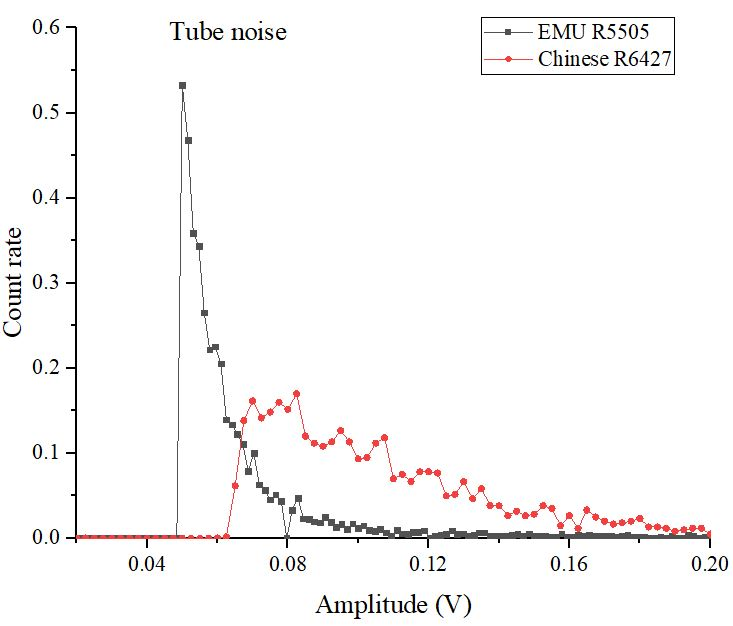 Tube noise
EMU R5505
Chinese R6427
Count rate
0.6
0.5
0.4
0.3
0.2
0.1
0.0
0.04
0.08
0.12
0.16
0.20
Amplitude (V)